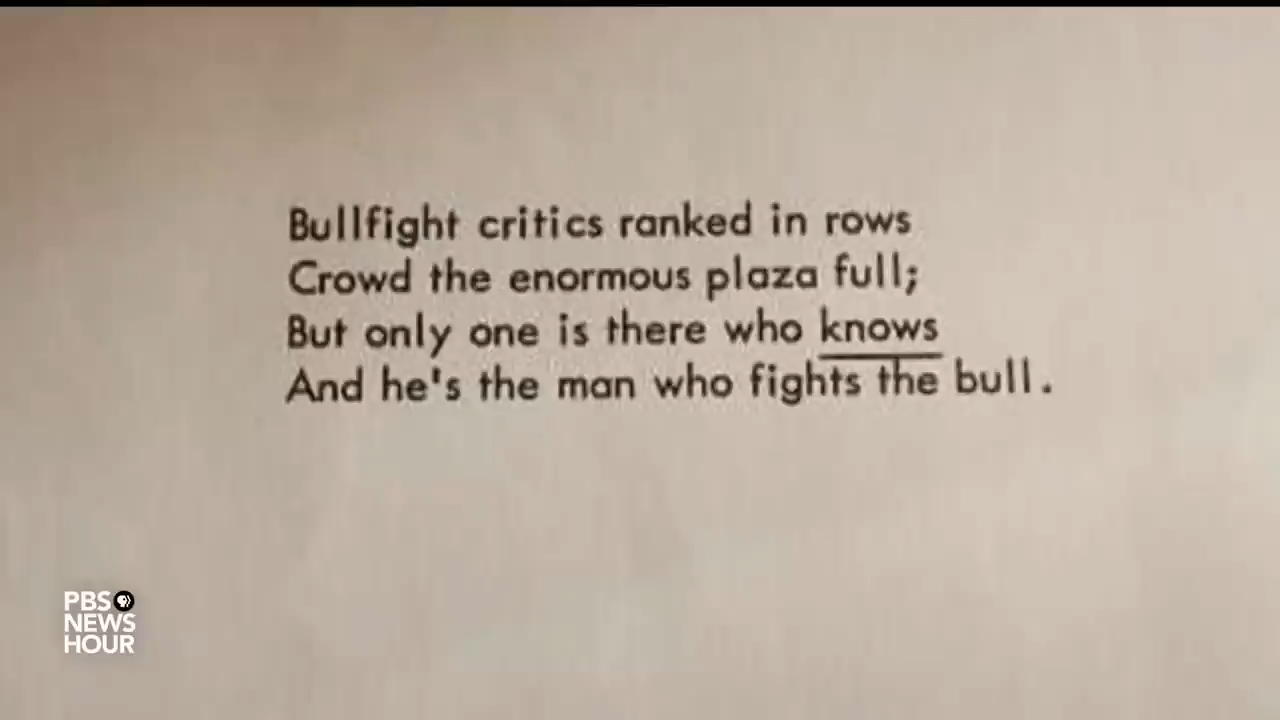 Bullfight critics ranked in rows
Crowd the enormous plaza full;
But only one is there who knows
And he's the man who fights the bull.
PBS
NEWS
HOUR